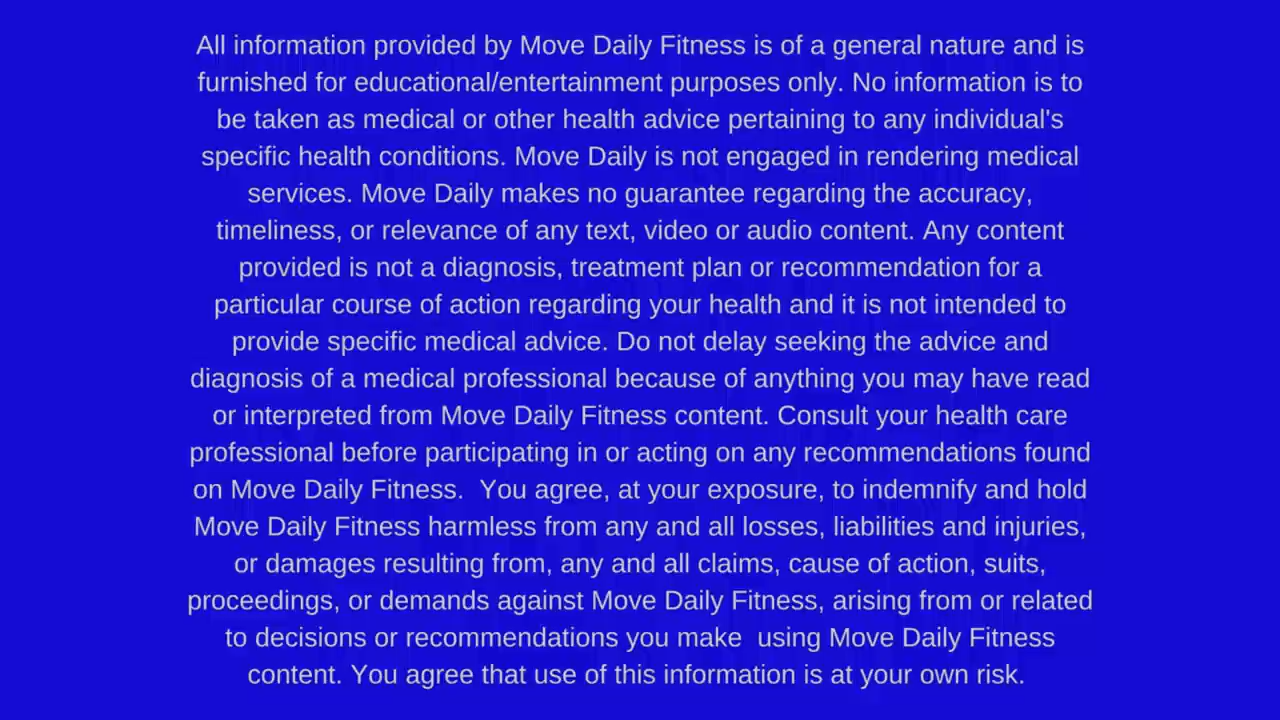 All information provided by Move Daily Fitness is of a general nature and is
furnished for educational/entertainment purposes only. No information is to
be taken as medical or other health advice pertaining to any individual's
specific health conditions. Move Daily is not engaged in rendering medical
services. Move Daily makes no guarantee regarding the accuracy,
timeliness, or relevance of any text, video or audio content. Any content
provided is not a diagnosis, treatment plan or recommendation for a
particular course of action regarding your health and it is not intended to
provide specific medical advice. Do not delay seeking the advice and
diagnosis of a medical professional because of anything you may have read
or interpreted from Move Daily Fitness content. Consult your health care
professional before participating in or acting on any recommendations found
on Move Daily Fitness.  You agree, at your exposure, to indemnify and hold
Move Daily Fitness harmless from any and all losses, liabilities and injuries,
or damages resulting from, any and all claims, cause of action, suits,
proceedings, or demands against Move Daily Fitness, arising from or related
to decisions or recommendations you make  using Move Daily Fitness
content. You agree that use of this information is at your own risk.